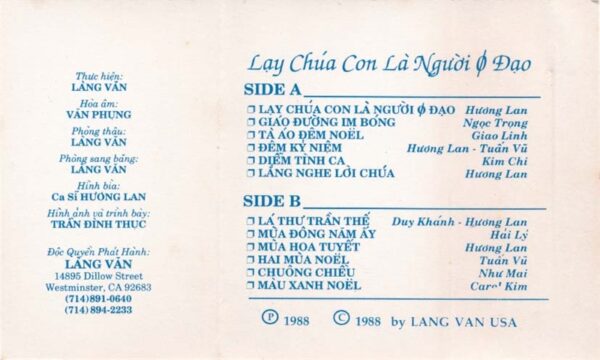 Thực hiện:
LÀNG VĂN
Hòa âm:
VĂN PHỤNG
Phòng thâu:
LÀNG VĂN
Phòng sang băng:
LÀNG VĂN
Hình bìa:
Ca Sĩ HƯƠNG LAN
Hình ảnh và trình bày:
TRẦN ĐÌNH THỤC
Độc Quyền Phát Hành:
LÀNG VĂN
14895 Dillow Street
Westminster, CA 92683
(714)891-0640
(714)894-2233
Lạy Chúa Con Là Người Φ Đạo
SIDE A
❒ LẠY CHÚA CON LÀ NGƯỜI Φ ĐẠO Hương Lan
❒ GIÁO ĐƯỜNG IM BÓNG Ngọc Trọng
❒ TÀ ÁO ĐÊM NOËL Giao Linh
❒ ĐÊM KỶ NIỆM Hương Lan - Tuấn Vũ
❒ DIỄM TÌNH CA Kim Chi
❒ LẮNG NGHE LỜI CHÚA Hương Lan
SIDE B
❒ LÁ THƯ TRẦN THẾ Duy Khánh - Hương Lan
❒ MÙA ĐÔNG NĂM ẤY Hải Lý
❒ MÙA HOA TUYẾT Hương Lan
❒ HAI MÙA NOËL Tuấn Vũ
❒ CHUÔNG CHIỀU Như Mai
❒ MÀU XANH NOËL Carol Kim
Ⓟ 1988 © 1988 by LANG VAN USA